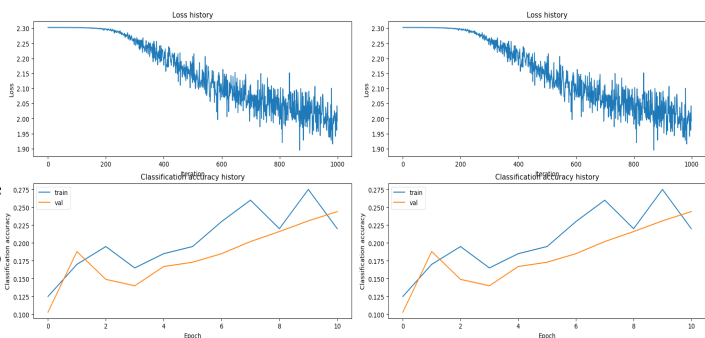 Loss history
2.30
2.25
2.20
2.15
2.10
2.05
2.00
1.95
1.90
Loss
0 200 400 600 800 1000
Iteration
Classification accuracy history
0.275
0.250
0.225
0.200
0.175
0.150
0.125
0.100
Classification accuracy
train
val
0 2 4 6 8 10
Epoch
Loss history
2.30
2.25
2.20
2.15
2.10
2.05
2.00
1.95
1.90
Loss
0 200 400 600 800 1000
Iteration
Classification accuracy history
0.275
0.250
0.225
0.200
0.175
0.150
0.125
0.100
Classification accuracy
train
val
0 2 4 6 8 10
Epoch